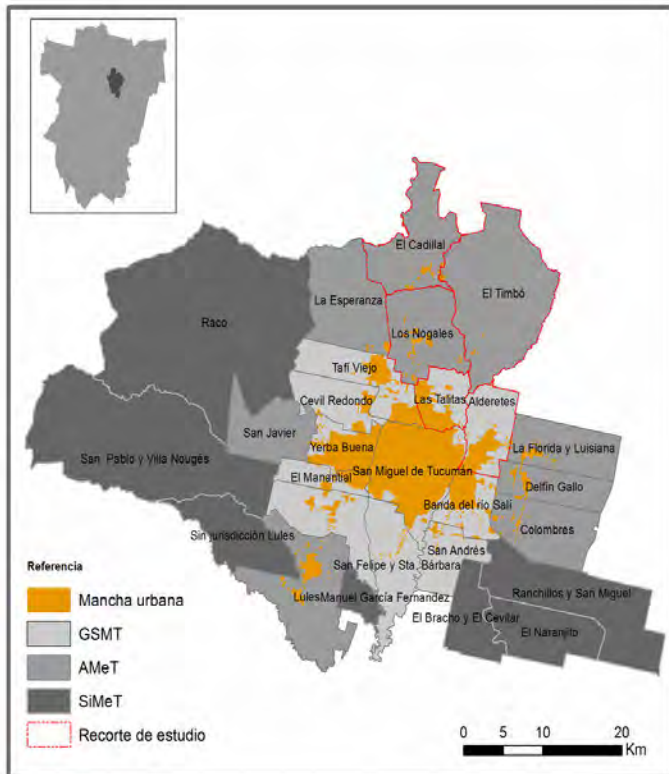 El Cadillal
El Timbó
La Esperanza
Raco
Los Nogales
Tafí Viejo
Las Talitas
Alderetes
Cevil Redondo
San Javier
Yerba Buena
La Florida y Luisiana
San Pablo y Villa Nougés
San Miguel de Tucumán
El Manantial
Delfín Gallo
Banda del río Salí
Colombres
Sin jurisdicción Lules
San Andrés
San Felipe y Sta. Bárbara
Ranchillos y San Miguel
Lules
Manuel García Fernandez
El Bracho y El Cevilar
El Naranjito
Referencia
Mancha urbana
GSMT
AMeT
SiMeT
Recorte de estudio
0 5 10 20
Km